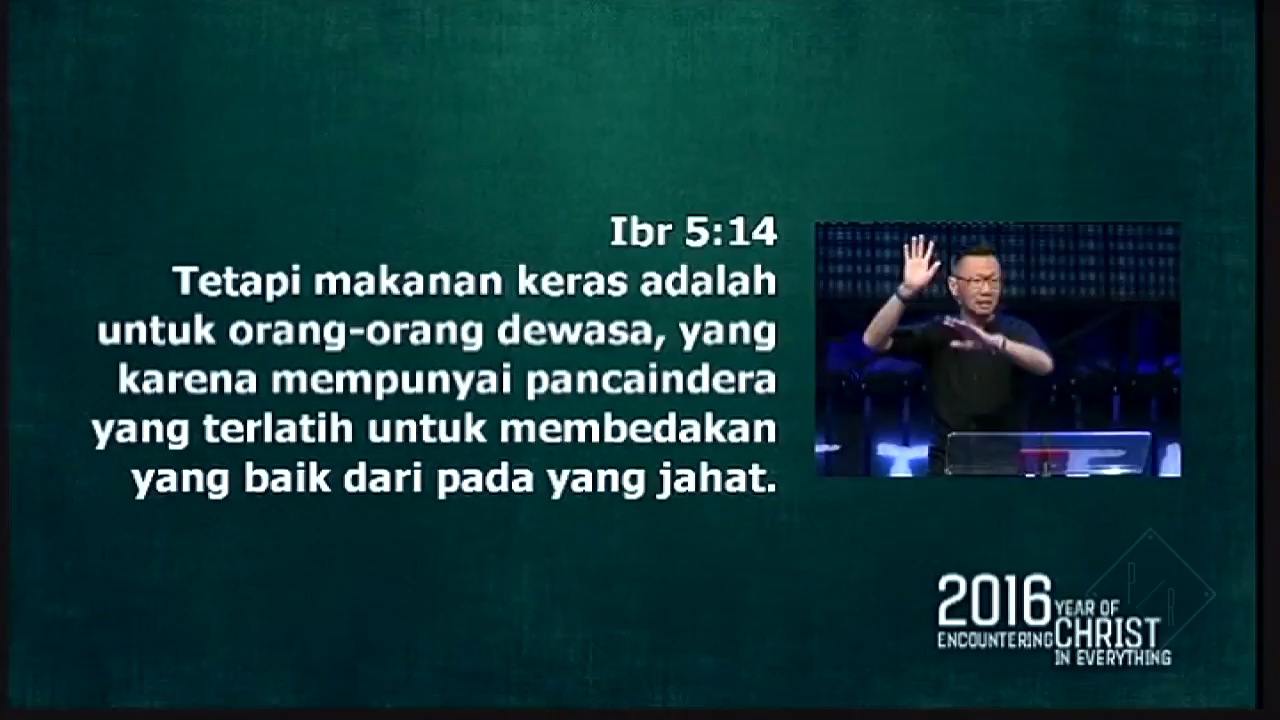 Ibr 5:14
Tetapi makanan keras adalah
untuk orang-orang dewasa, yang
karena mempunyai pancaindera
yang terlatih untuk membedakan
yang baik dari pada yang jahat.
2016 YEAR OF
ENCOUNTERING CHRIST
IN EVERYTHING
P R